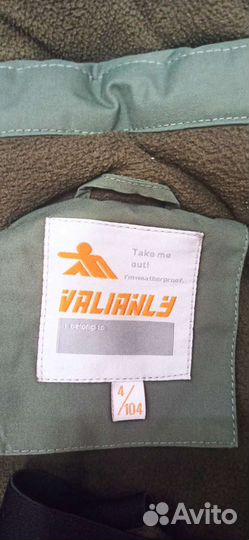 Take me
out!
I'm weatherproof.
VALIANLY
I belong to
4/104
Avito